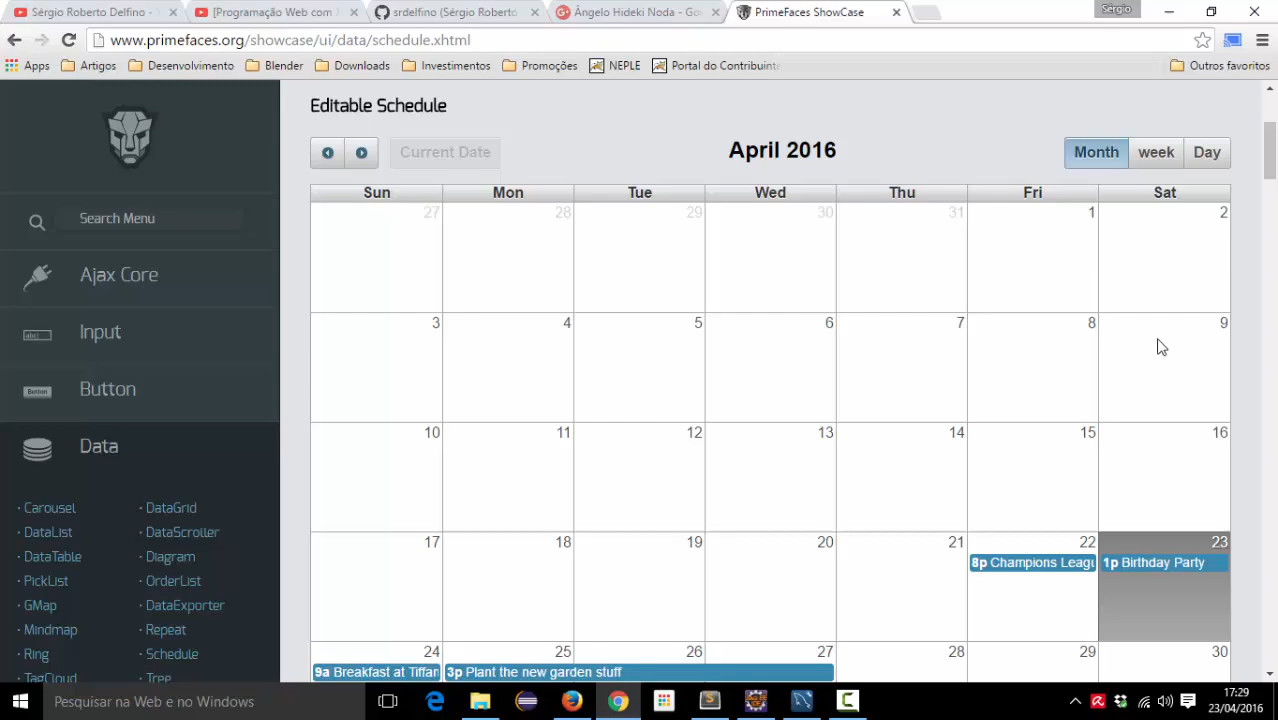 Sérgio Roberto Delfino -
[Programação Web com
srdelfino (Sérgio Roberto
Ângelo Hideki Noda - Goo
PrimeFaces ShowCase
Sérgio
www.primefaces.org/showcase/ui/data/schedule.xhtml
Apps
Artigos
Desenvolvimento
Blender
Downloads
Investimentos
Promoções
NEPLE
Portal do Contribuinte
Outros favoritos
Search Menu
Ajax Core
Input
Button
Data
· Carousel · DataGrid
· DataList · DataScroller
· DataTable · Diagram
· PickList · OrderList
· GMap · DataExporter
· Mindmap · Repeat
· Ring · Schedule
· TagCloud · Tree
Editable Schedule
Current Date
April 2016
Month week Day
Sun Mon Tue Wed Thu Fri Sat
27 28 29 30 31 1 2
3 4 5 6 7 8 9
10 11 12 13 14 15 16
17 18 19 20 21 22 23
8p Champions Leagu
1p Birthday Party
24 25 26 27 28 29 30
9a Breakfast at Tiffan
3p Plant the new garden stuff
Pesquisar na Web e no Windows
17:29
23/04/2016